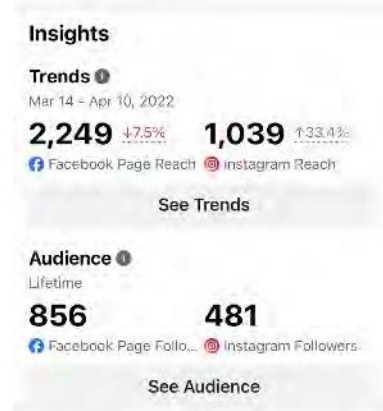 Insights
Trends
Mar 14 – Apr 10, 2022
2,249 ↓7.5% 1,039 ↑33.4%
Facebook Page Reach Instagram Reach
See Trends
Audience
Lifetime
856 481
Facebook Page Follo... Instagram Followers
See Audience